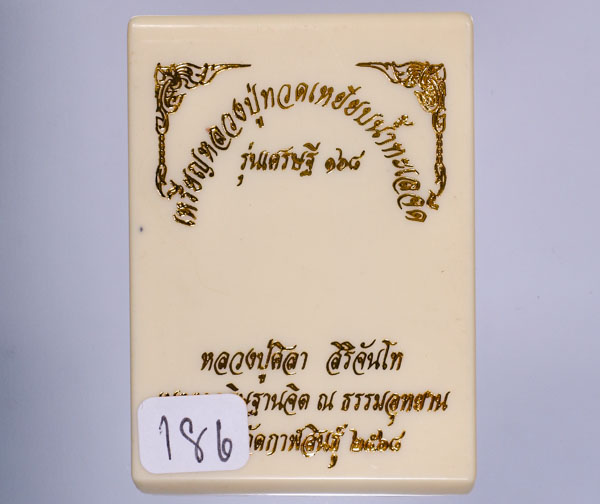 เหรียญหลวงปู่ทวดเหยียบน้ำทะเลจืด
รุ่นเศรษฐี ๑๖๘
หลวงปู่ศิลา สิริจันโท
ฐานจิต ณ ธรรมอุทยาน
กาฬสินธุ์ ๒๕๖๘
186